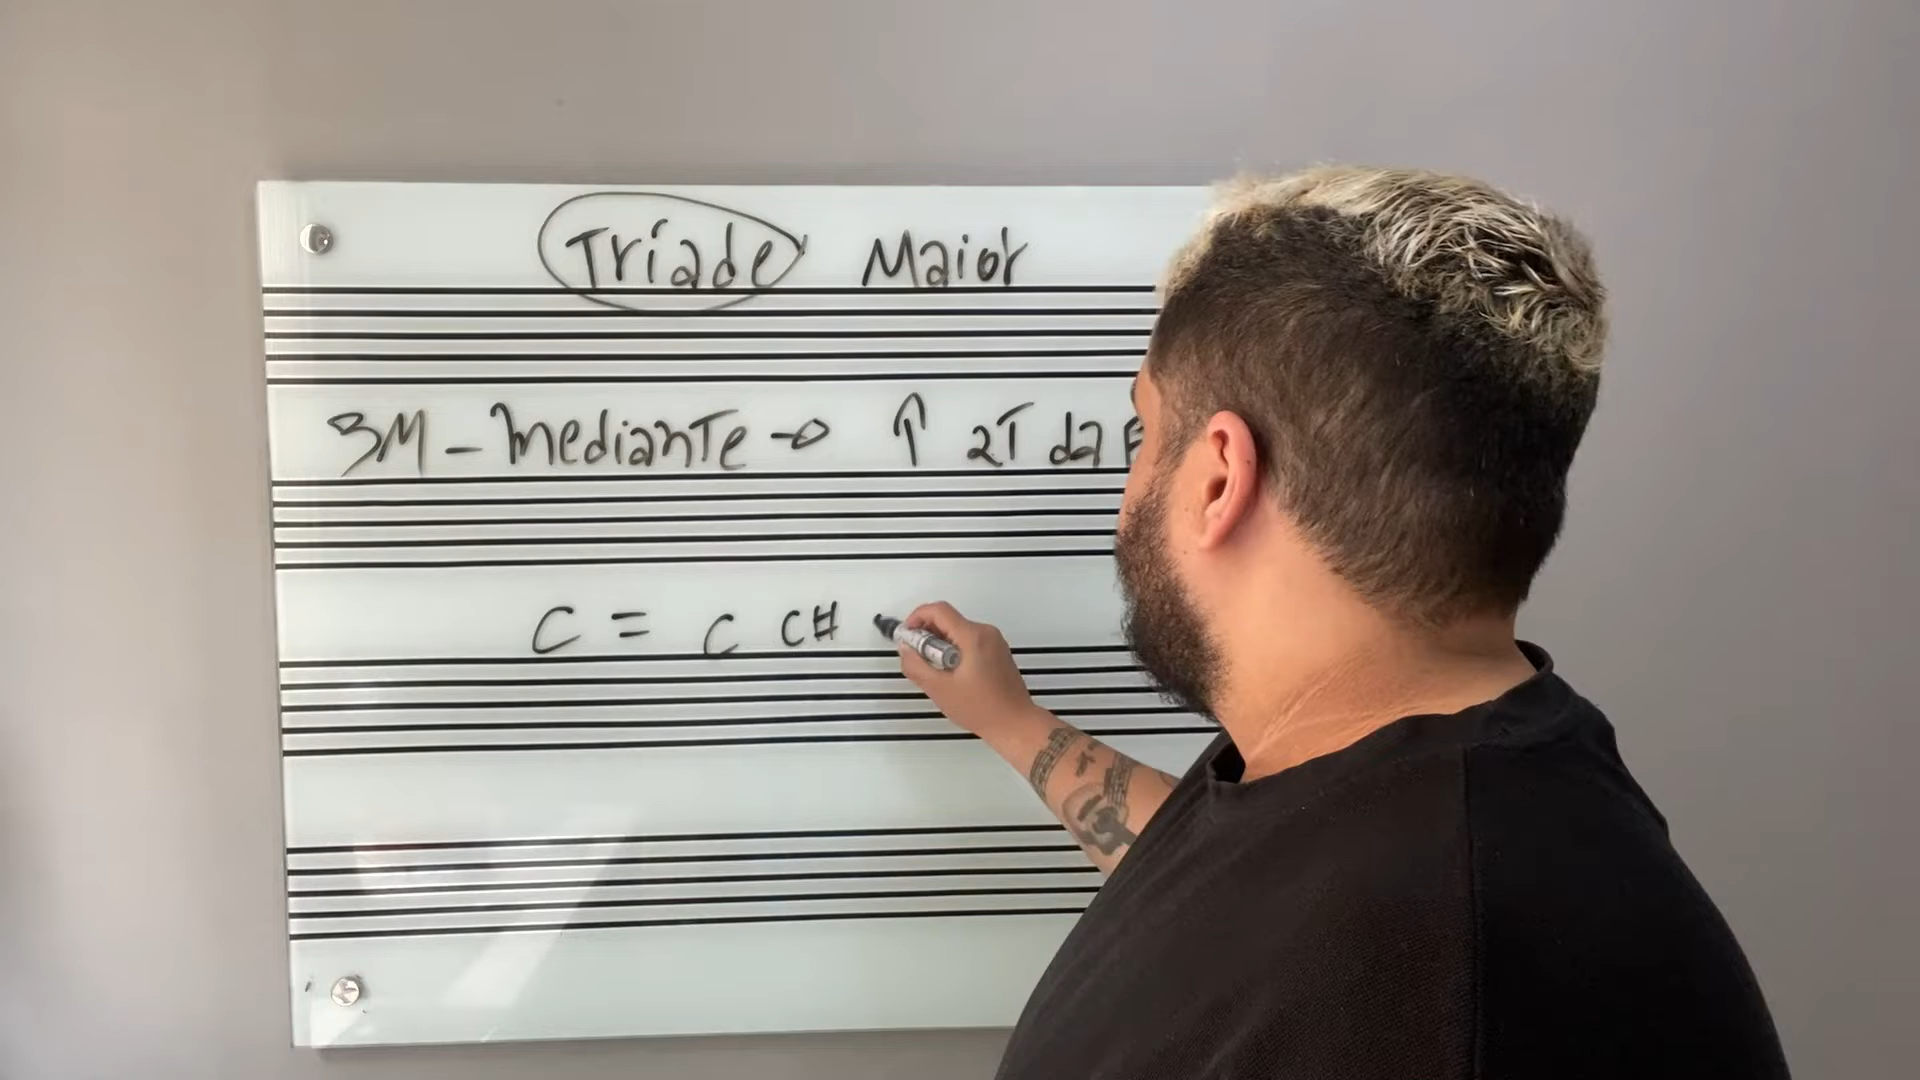 Tríade Maior
3M - Mediante → ↑ 2T da
C = C C#